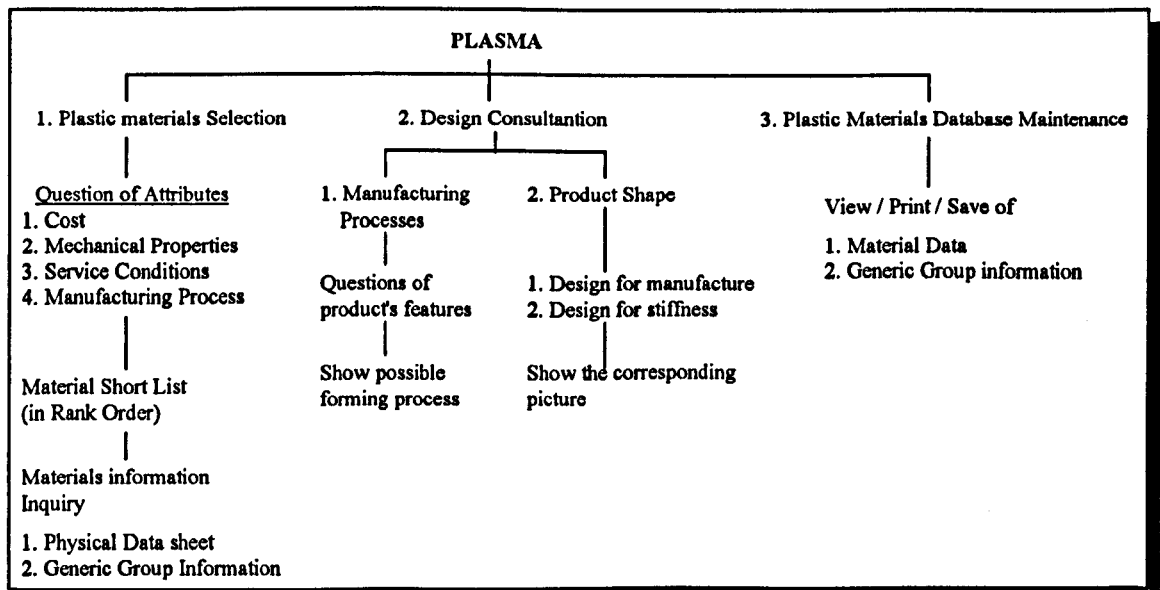 PLASMA
1. Plastic materials Selection
Question of Attributes
1. Cost
2. Mechanical Properties
3. Service Conditions
4. Manufacturing Process
Material Short List
(in Rank Order)
Materials information
Inquiry
1. Physical Data sheet
2. Generic Group Information
2. Design Consultantion
1. Manufacturing
Processes
Questions of
product's features
Show possible
forming process
2. Product Shape
1. Design for manufacture
2. Design for stiffness
Show the corresponding
picture
3. Plastic Materials Database Maintenance
View / Print / Save of
1. Material Data
2. Generic Group information